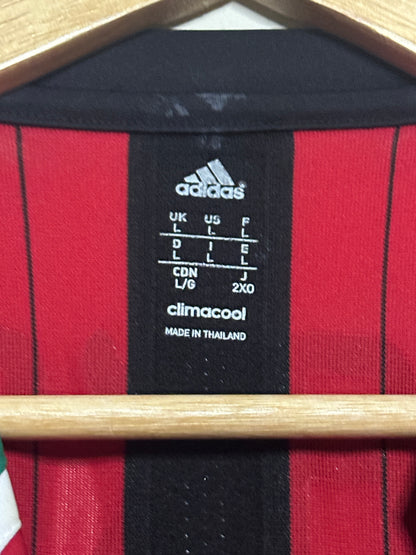 adidas
UK US F
L L L
D I E
L L L
CDN J
L/G 2XO
climacool
MADE IN THAILAND